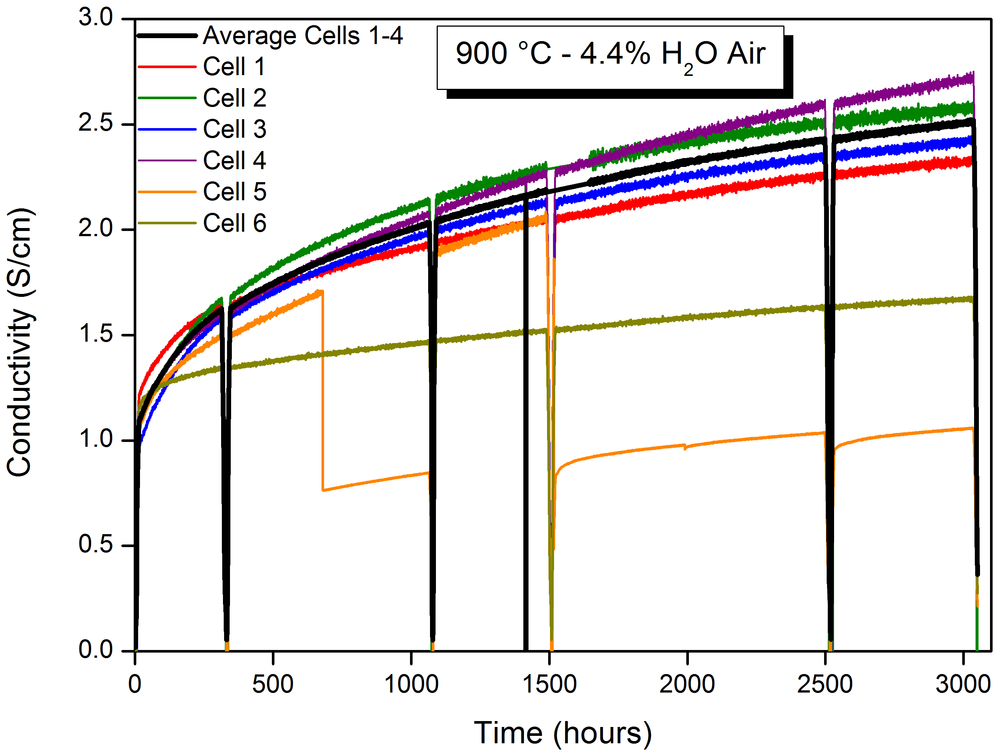 900 °C - 4.4% H₂O Air
Average Cells 1-4
Cell 1
Cell 2
Cell 3
Cell 4
Cell 5
Cell 6
Conductivity (S/cm)
3.0
2.5
2.0
1.5
1.0
0.5
0.0
0 500 1000 1500 2000 2500 3000
Time (hours)